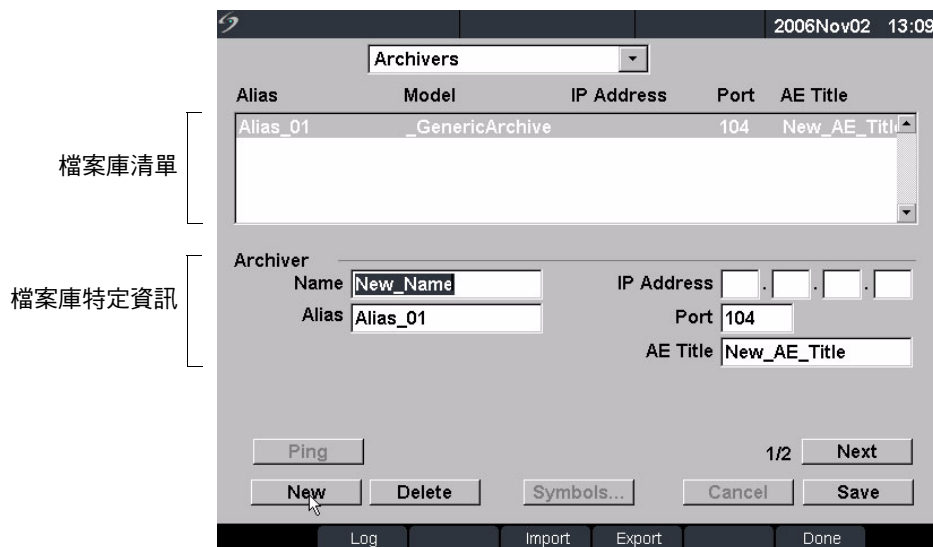 2006Nov02 13:09
Archivers
Alias Model IP Address Port AE Title
Alias_01 _GenericArchive 104 New_AE_Titl
檔案庫清單
Archiver
Name New_Name IP Address . . .
檔案庫特定資訊
Alias Alias_01 Port 104
AE Title New_AE_Title
Ping 1/2 Next
New Delete Symbols... Cancel Save
Log Import Export Done